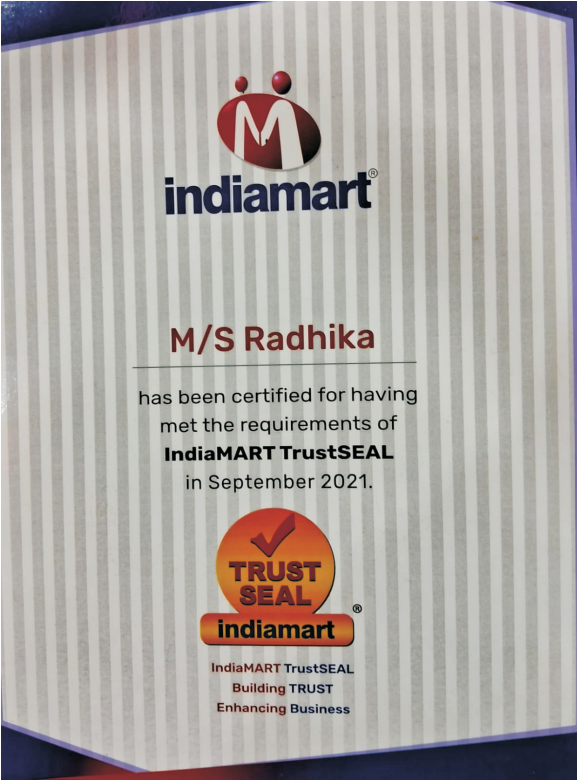 indiamart®
M/S Radhika
has been certified for having
met the requirements of
IndiaMART TrustSEAL
in September 2021.
TRUST
SEAL
indiamart®
IndiaMART TrustSEAL
Building TRUST
Enhancing Business